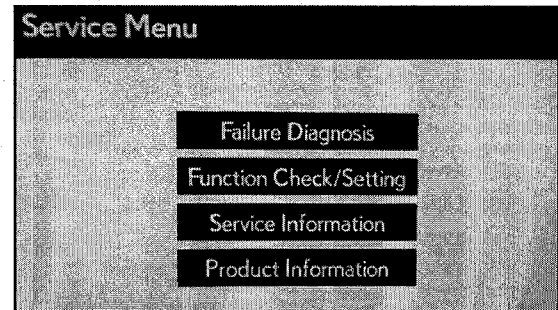 Service Menu
Failure Diagnosis
Function Check/Setting
Service Information
Product Information